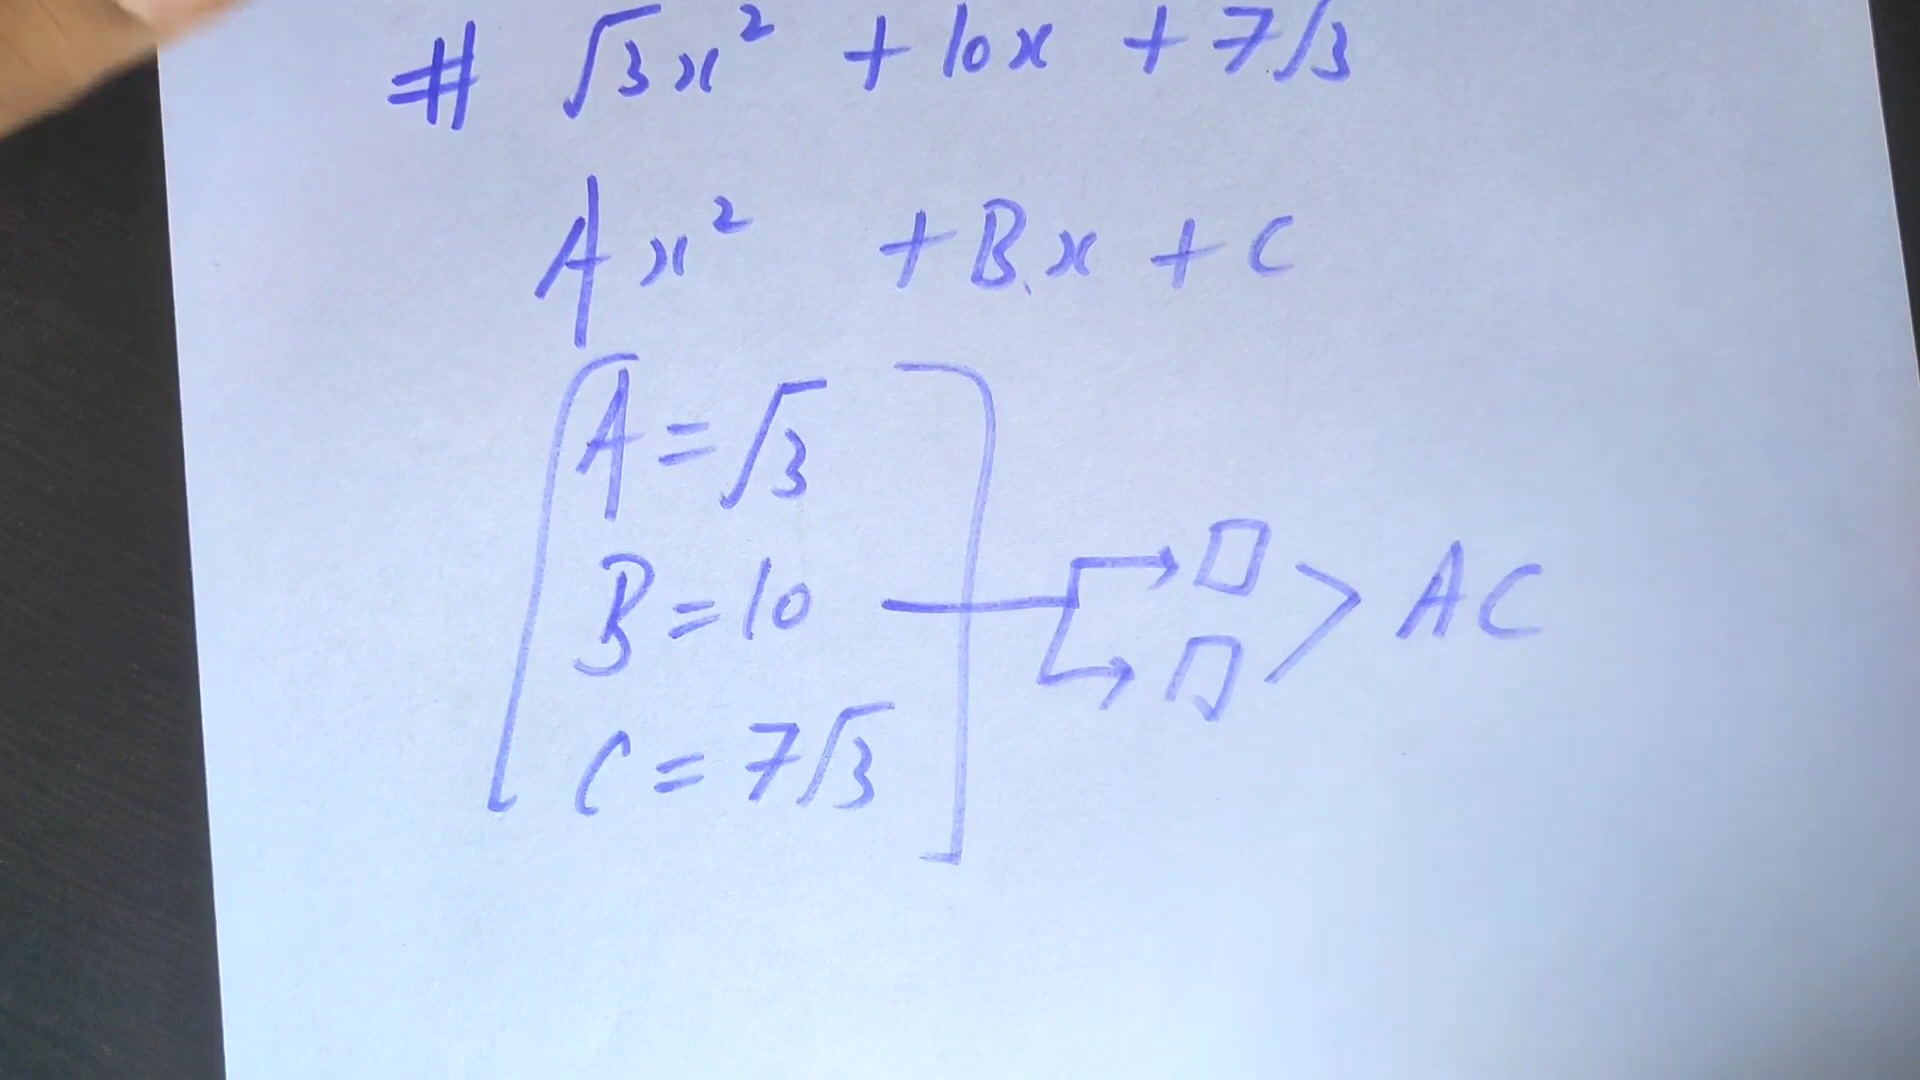 # √3x² + 10x + 7√3
Ax² + Bx + C
A = √3
B = 10
AC
C = 7√3